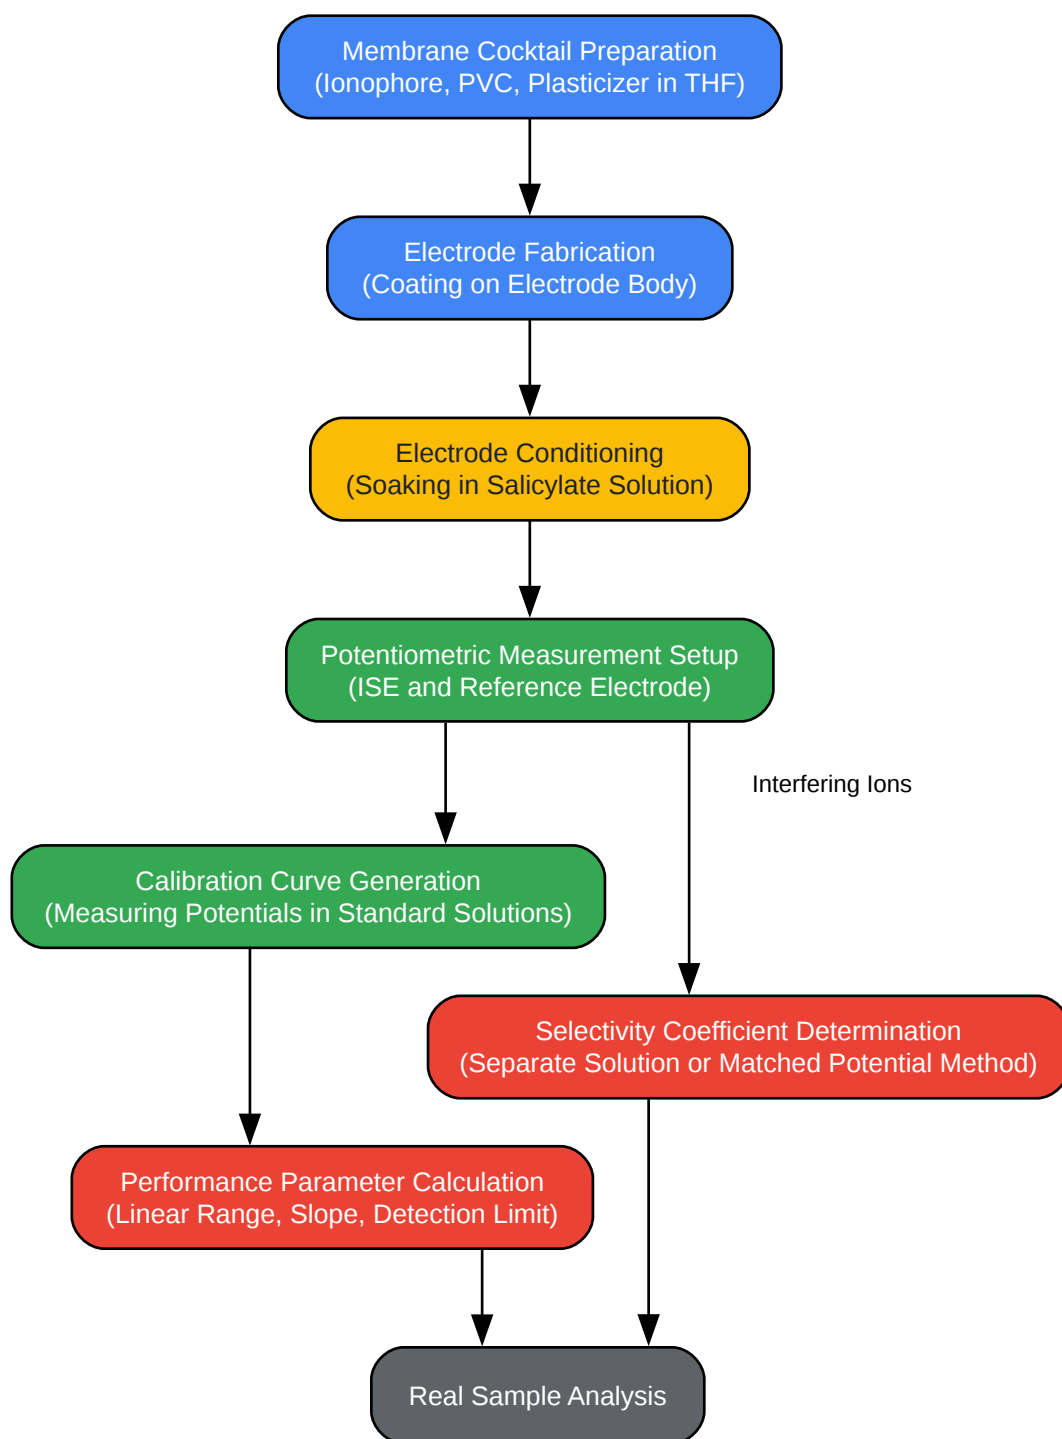 Membrane Cocktail Preparation
(Ionophore, PVC, Plasticizer in THF)
Electrode Fabrication
(Coating on Electrode Body)
Electrode Conditioning
(Soaking in Salicylate Solution)
Potentiometric Measurement Setup
(ISE and Reference Electrode)
Interfering Ions
Calibration Curve Generation
(Measuring Potentials in Standard Solutions)
Selectivity Coefficient Determination
(Separate Solution or Matched Potential Method)
Performance Parameter Calculation
(Linear Range, Slope, Detection Limit)
Real Sample Analysis